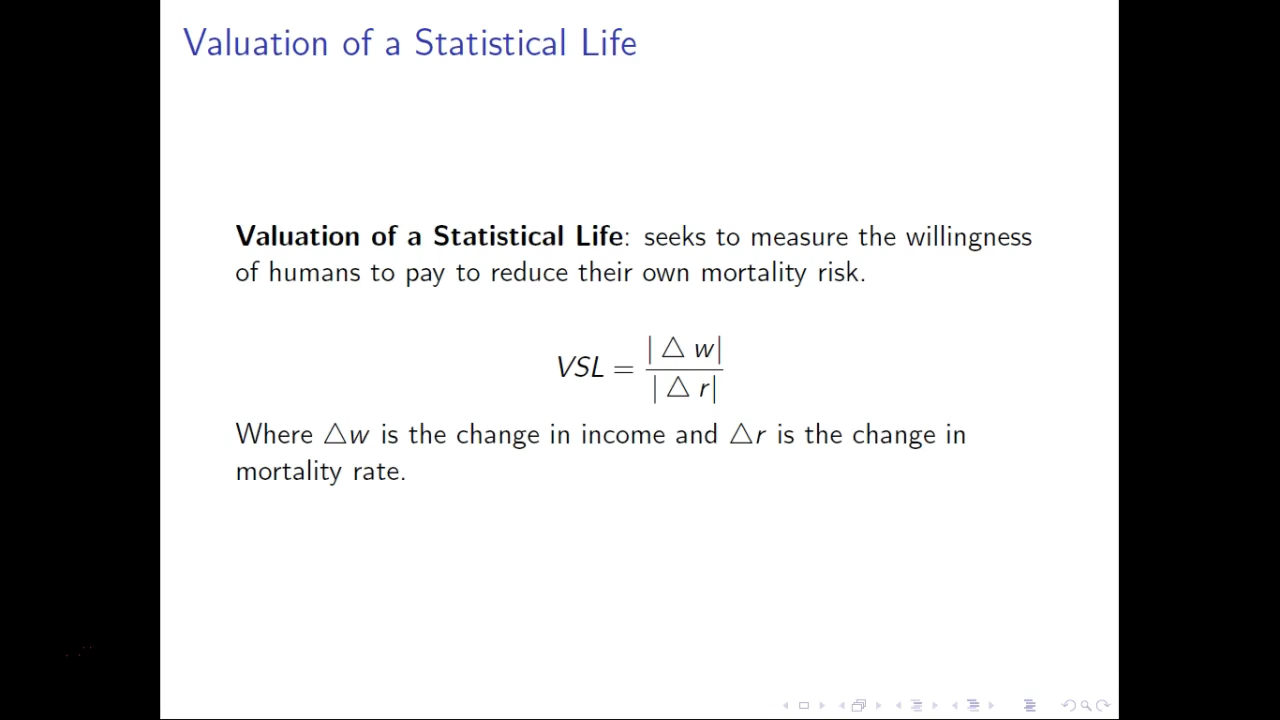 Valuation of a Statistical Life
Valuation of a Statistical Life: seeks to measure the willingness
of humans to pay to reduce their own mortality risk.
VSL = |△ w| / |△ r|
Where △w is the change in income and △r is the change in
mortality rate.